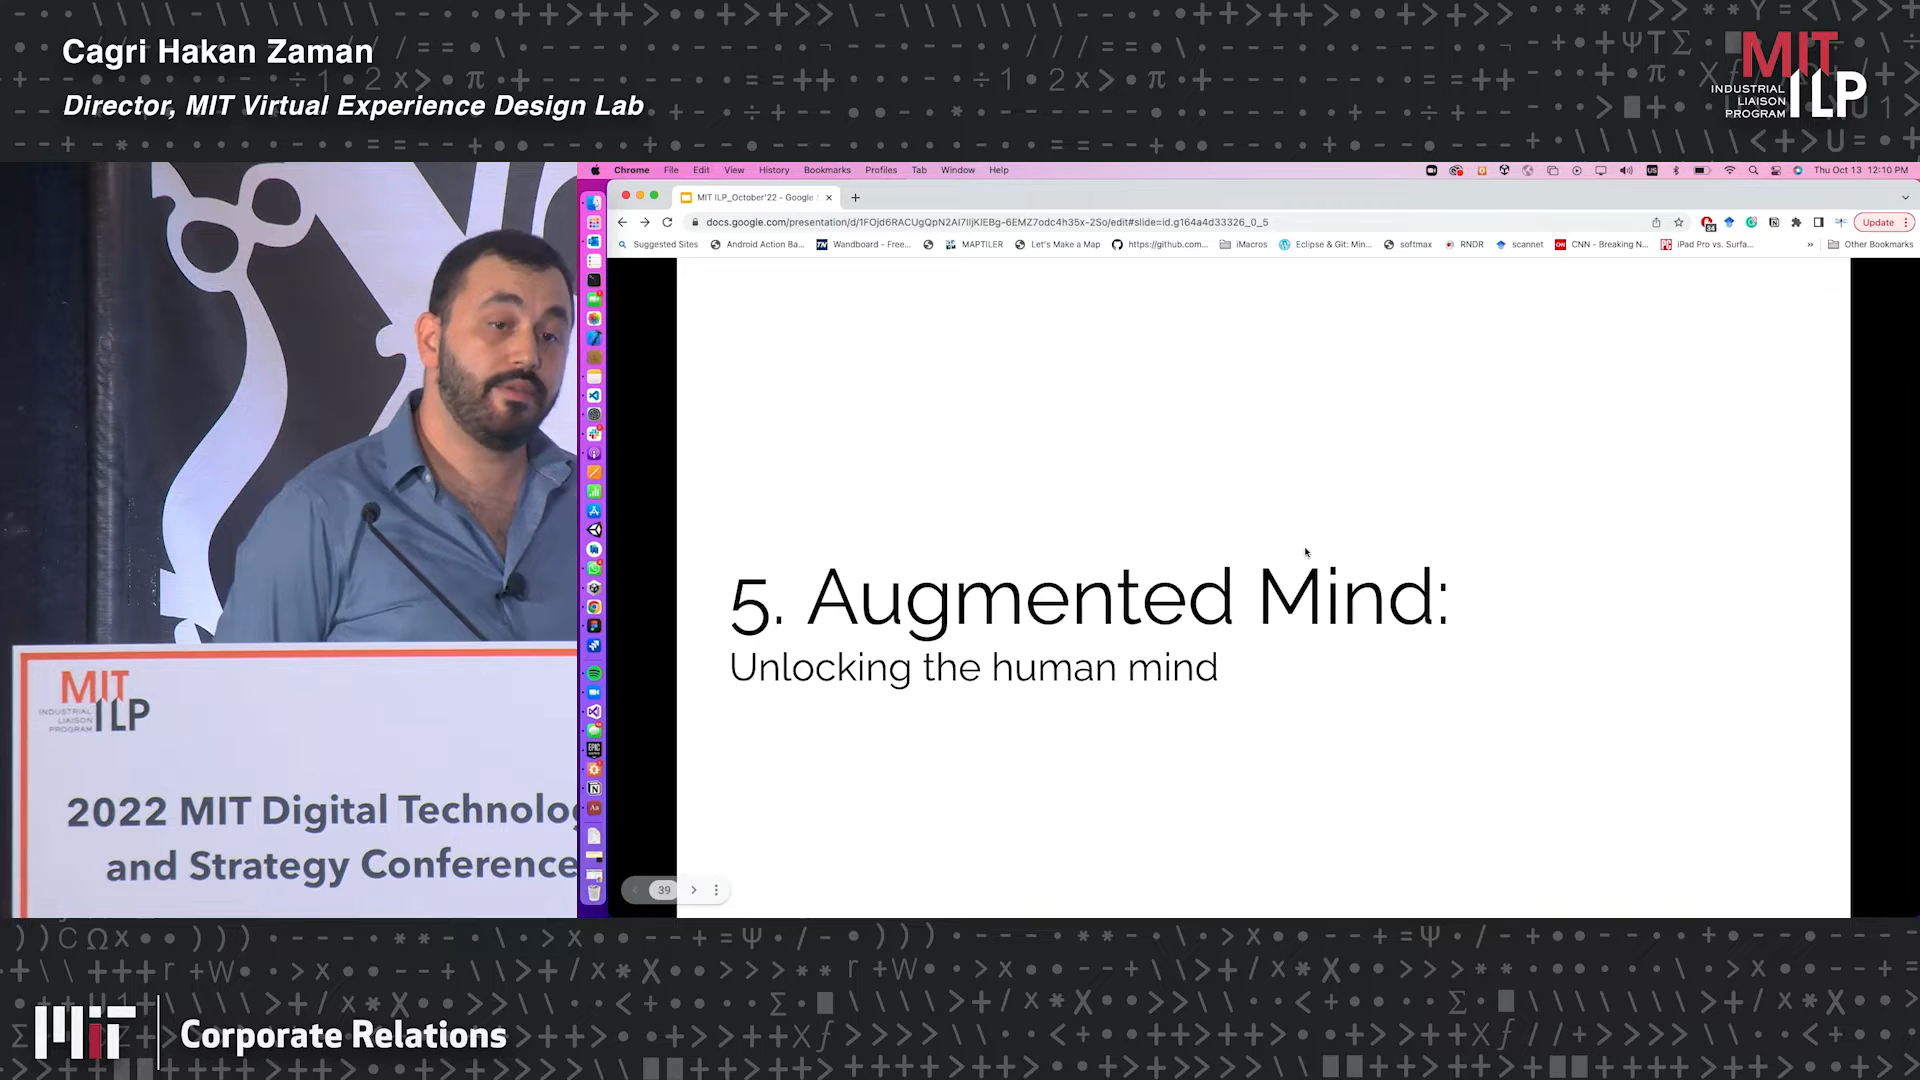 Cagri Hakan Zaman
Director, MIT Virtual Experience Design Lab
MIT
INDUSTRIAL
LIAISON
PROGRAM
ILP
Chrome File Edit View History Bookmarks Profiles Tab Window Help
Thu Oct 13 12:10 PM
MIT ILP_October'22 - Google
docs.google.com/presentation/d/1FOjd6RACUgQpN2AI7lIjKIEBg-6EMZ7odc4h35x-2So/edit#slide=id.g164a4d33326_0_5
Update
Suggested Sites Android Action Ba... Wandboard - Free... MAPTILER Let's Make a Map https://github.com... iMacros Eclipse & Git: Min... softmax RNDR scannet CNN - Breaking N... iPad Pro vs. Surfa... » Other Bookmarks
5. Augmented Mind:
Unlocking the human mind
39
MIT
INDUSTRIAL
LIAISON
PROGRAM
ILP
2022 MIT Digital Technolo
and Strategy Conference
MIT
Corporate Relations